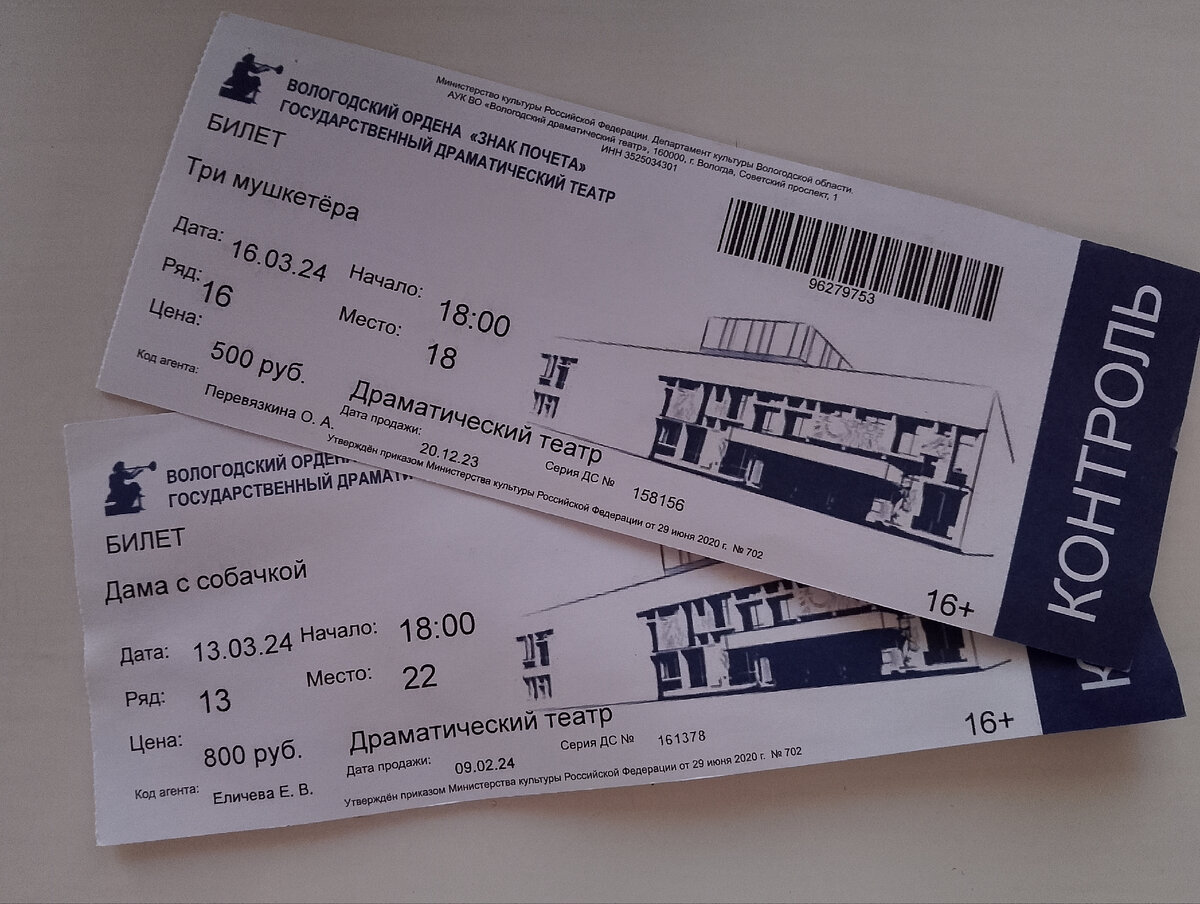 ВОЛОГОДСКИЙ ОРДЕНА «ЗНАК ПОЧЕТА»
ГОСУДАРСТВЕННЫЙ ДРАМАТИЧЕСКИЙ ТЕАТР
Министерство культуры Российской Федерации. Департамент культуры Вологодской области.
АУК ВО «Вологодский драматический театр», 160000, г. Вологда, Советский проспект, 1
ИНН 3525034301
БИЛЕТ
Три мушкетёра
Дата: 16.03.24 Начало: 18:00
Ряд: 16 Место: 18
Цена: 500 руб. Драматический театр
Код агента: Перевязкина О. А. Дата продажи: 20.12.23 Серия ДС № 158156
Утверждён приказом Министерства культуры Российской Федерации от 29 июня 2020 г. № 702
96279753
16+
КОНТРОЛЬ
ВОЛОГОДСКИЙ ОРДЕН
ГОСУДАРСТВЕННЫЙ ДРАМАТИ
БИЛЕТ
Дама с собачкой
Дата: 13.03.24 Начало: 18:00
Ряд: 13 Место: 22
Цена: 800 руб. Драматический театр
Код агента: Еличева Е. В. Дата продажи: 09.02.24 Серия ДС № 161378
Утверждён приказом Министерства культуры Российской Федерации от 29 июня 2020 г. № 702
16+
К